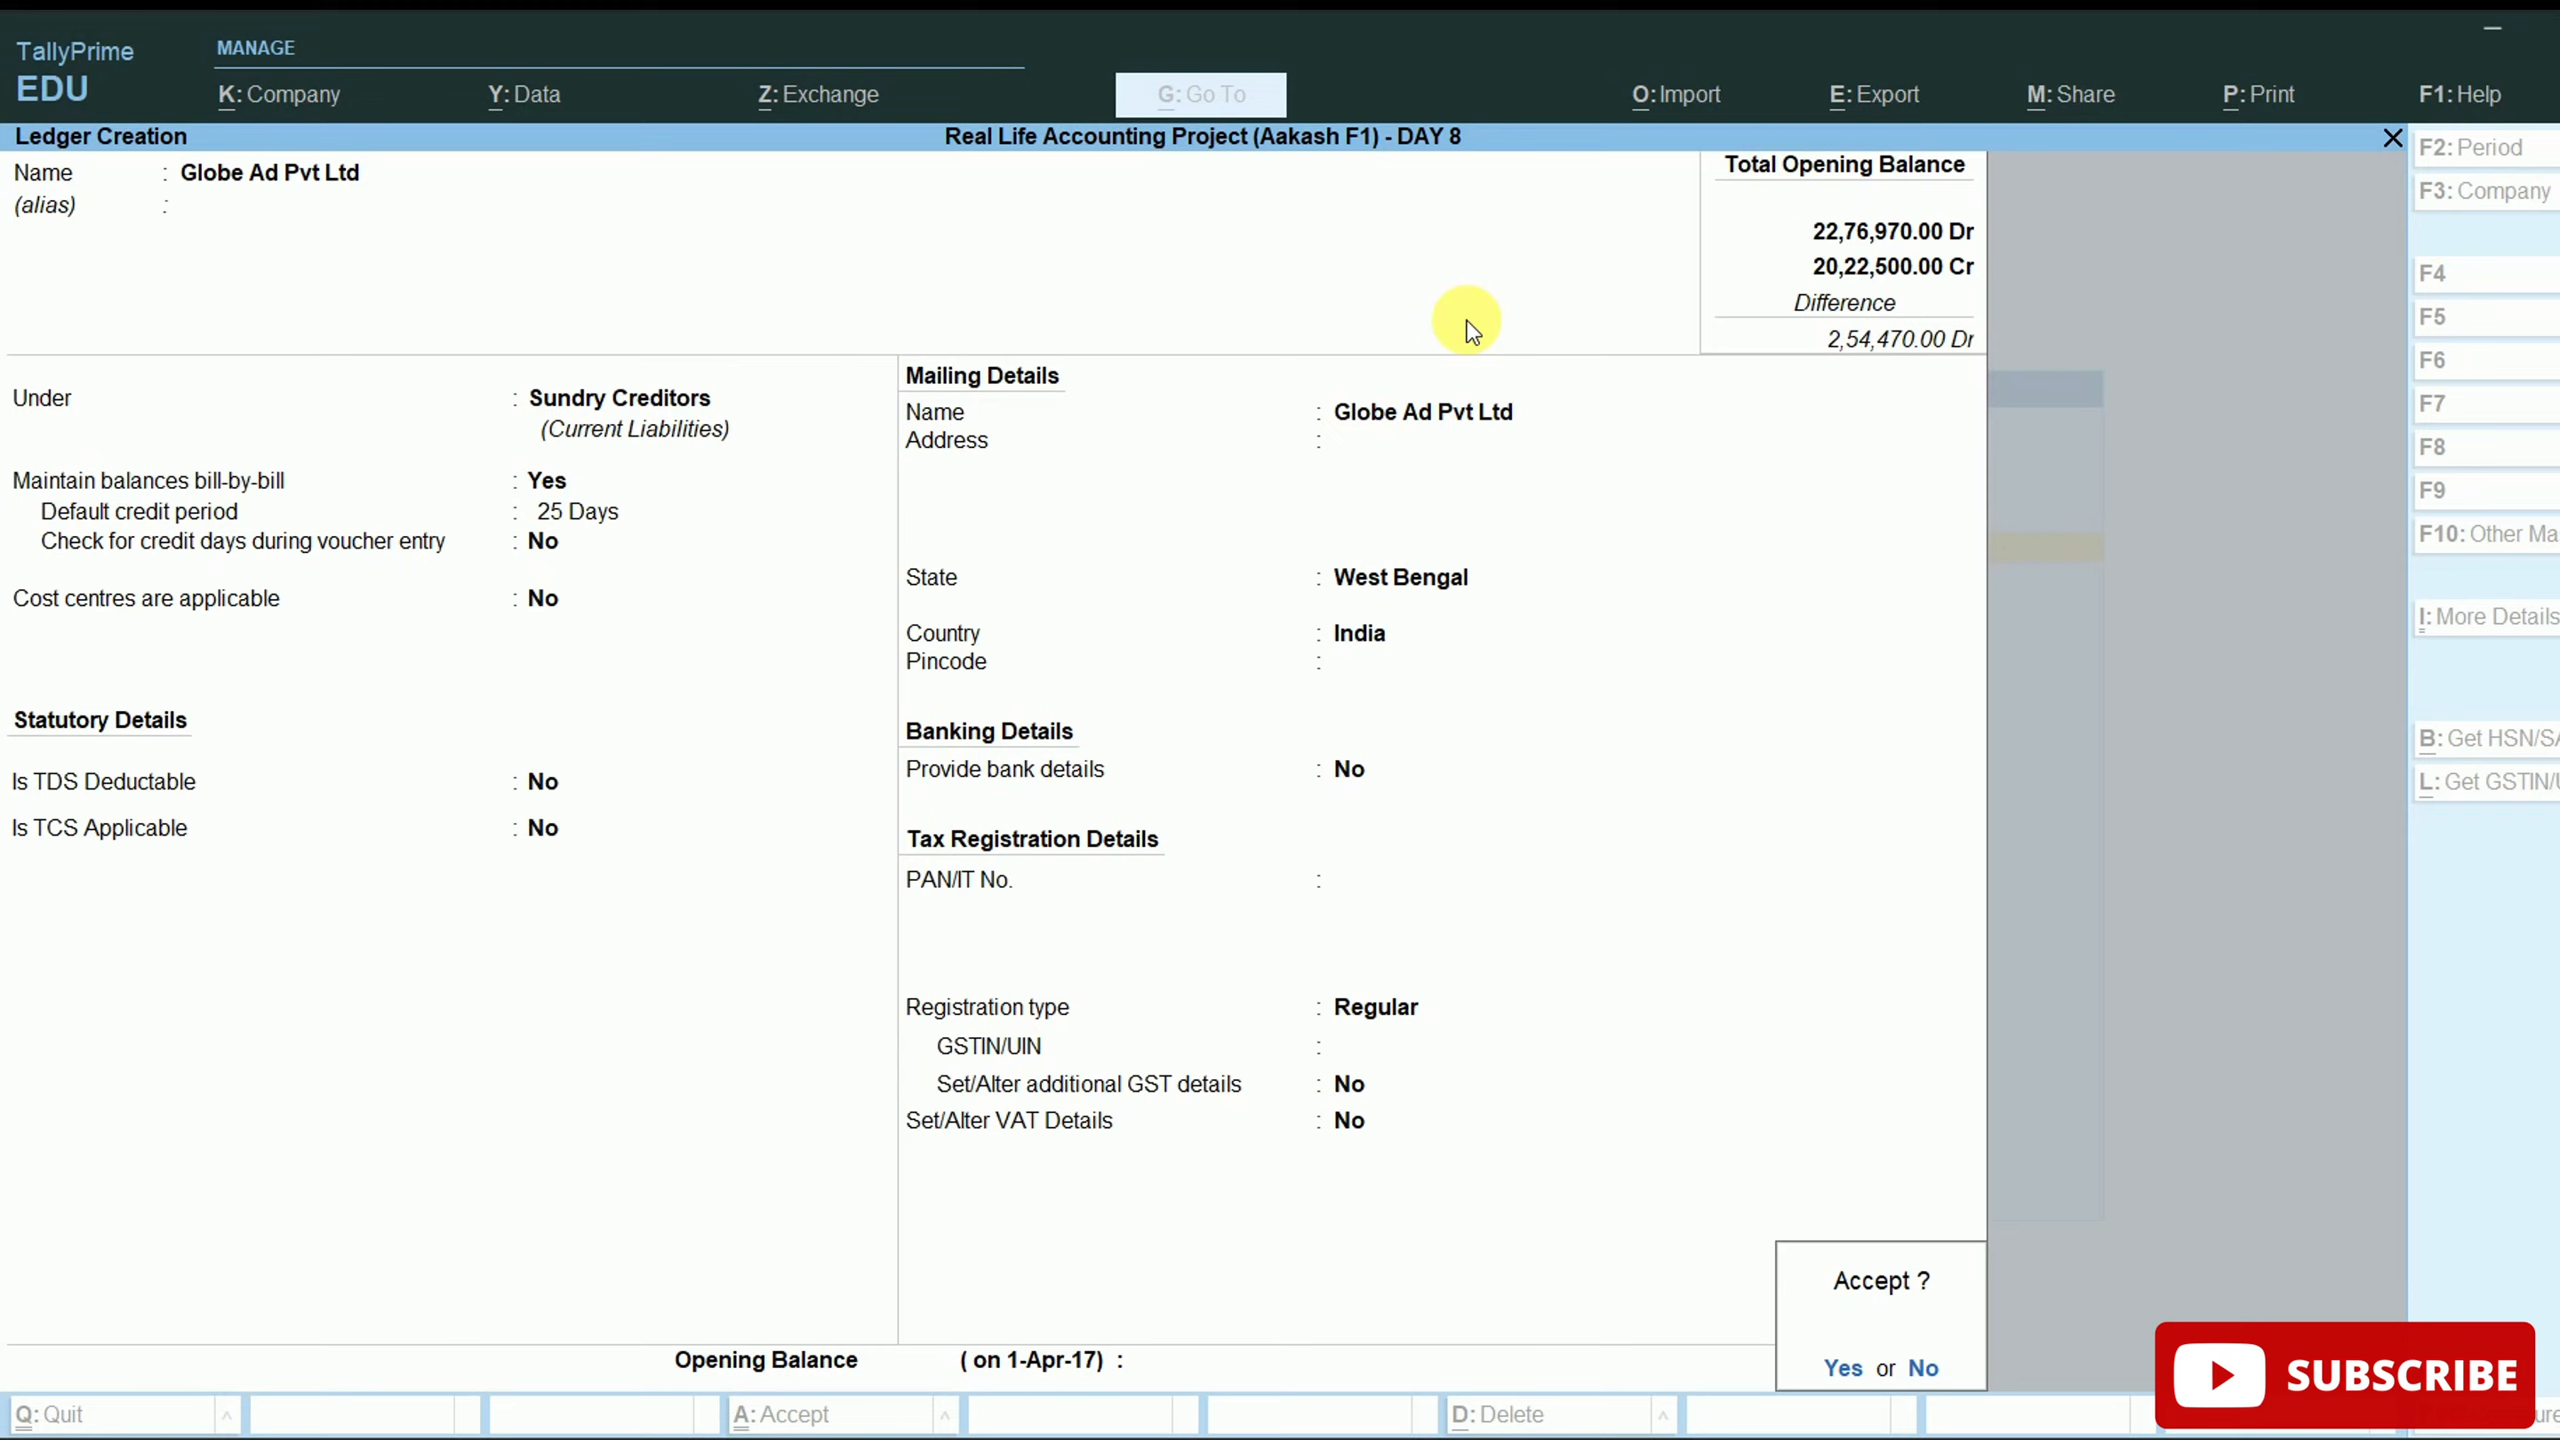 TallyPrime
EDU
MANAGE
K: Company
Y: Data
Z: Exchange
G: Go To
O: Import
E: Export
M: Share
P: Print
F1: Help
Ledger Creation
Real Life Accounting Project (Aakash F1) - DAY 8
Name : Globe Ad Pvt Ltd
(alias) :
Total Opening Balance
22,76,970.00 Dr
20,22,500.00 Cr
Difference
2,54,470.00 Dr
Under : Sundry Creditors
(Current Liabilities)
Maintain balances bill-by-bill : Yes
Default credit period : 25 Days
Check for credit days during voucher entry : No
Cost centres are applicable : No
Statutory Details
Is TDS Deductable : No
Is TCS Applicable : No
Mailing Details
Name : Globe Ad Pvt Ltd
Address :
State : West Bengal
Country : India
Pincode :
Banking Details
Provide bank details : No
Tax Registration Details
PAN/IT No. :
Registration type : Regular
GSTIN/UIN :
Set/Alter additional GST details : No
Set/Alter VAT Details : No
Opening Balance ( on 1-Apr-17) :
Accept ?
Yes or No
F2: Period
F3: Company
F4
F5
F6
F7
F8
F9
F10: Other Ma
I: More Details
B: Get HSN/SA
L: Get GSTIN/U
Q: Quit
A: Accept
D: Delete
SUBSCRIBE